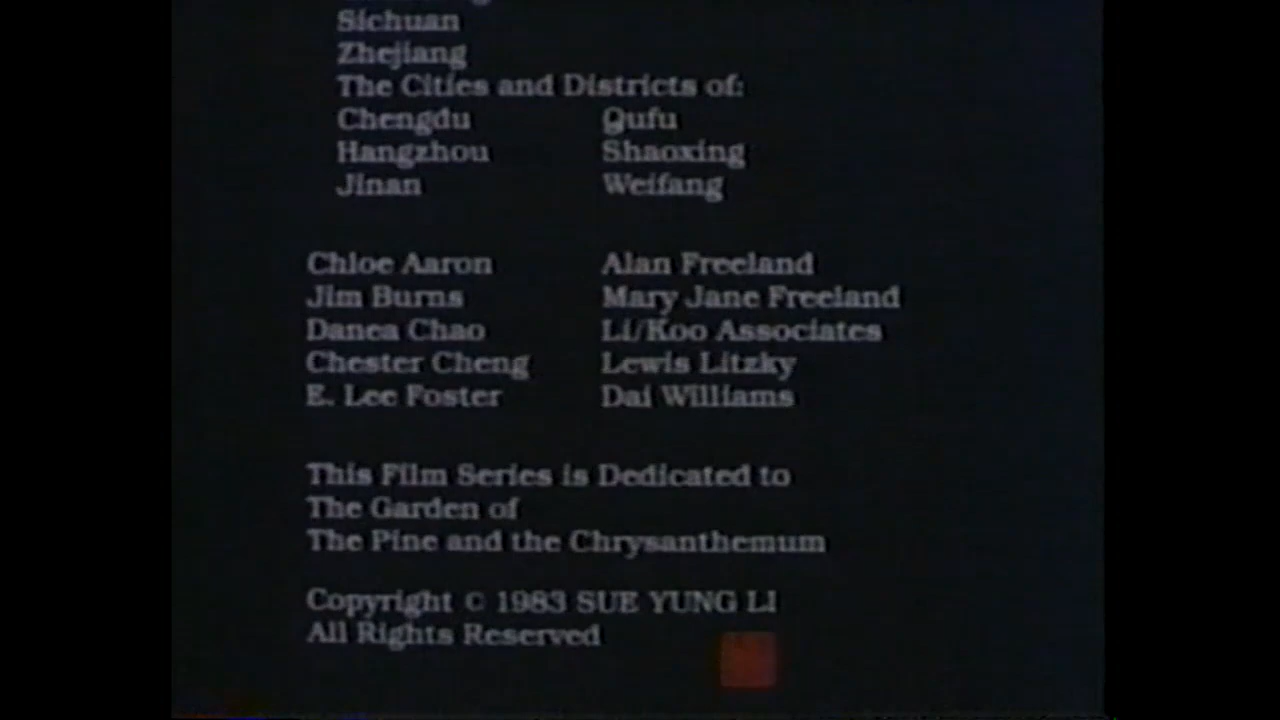 Sichuan
Zhejiang
The Cities and Districts of:
Chengdu Qufu
Hangzhou Shaoxing
Jinan Weifang
Chloe Aaron Alan Freeland
Jim Burns Mary Jane Freeland
Danea Chao Li/Koo Associates
Chester Cheng Lewis Litzky
E. Lee Foster Dai Williams
This Film Series is Dedicated to
The Garden of
The Pine and the Chrysanthemum
Copyright © 1983 SUE YUNG LI
All Rights Reserved